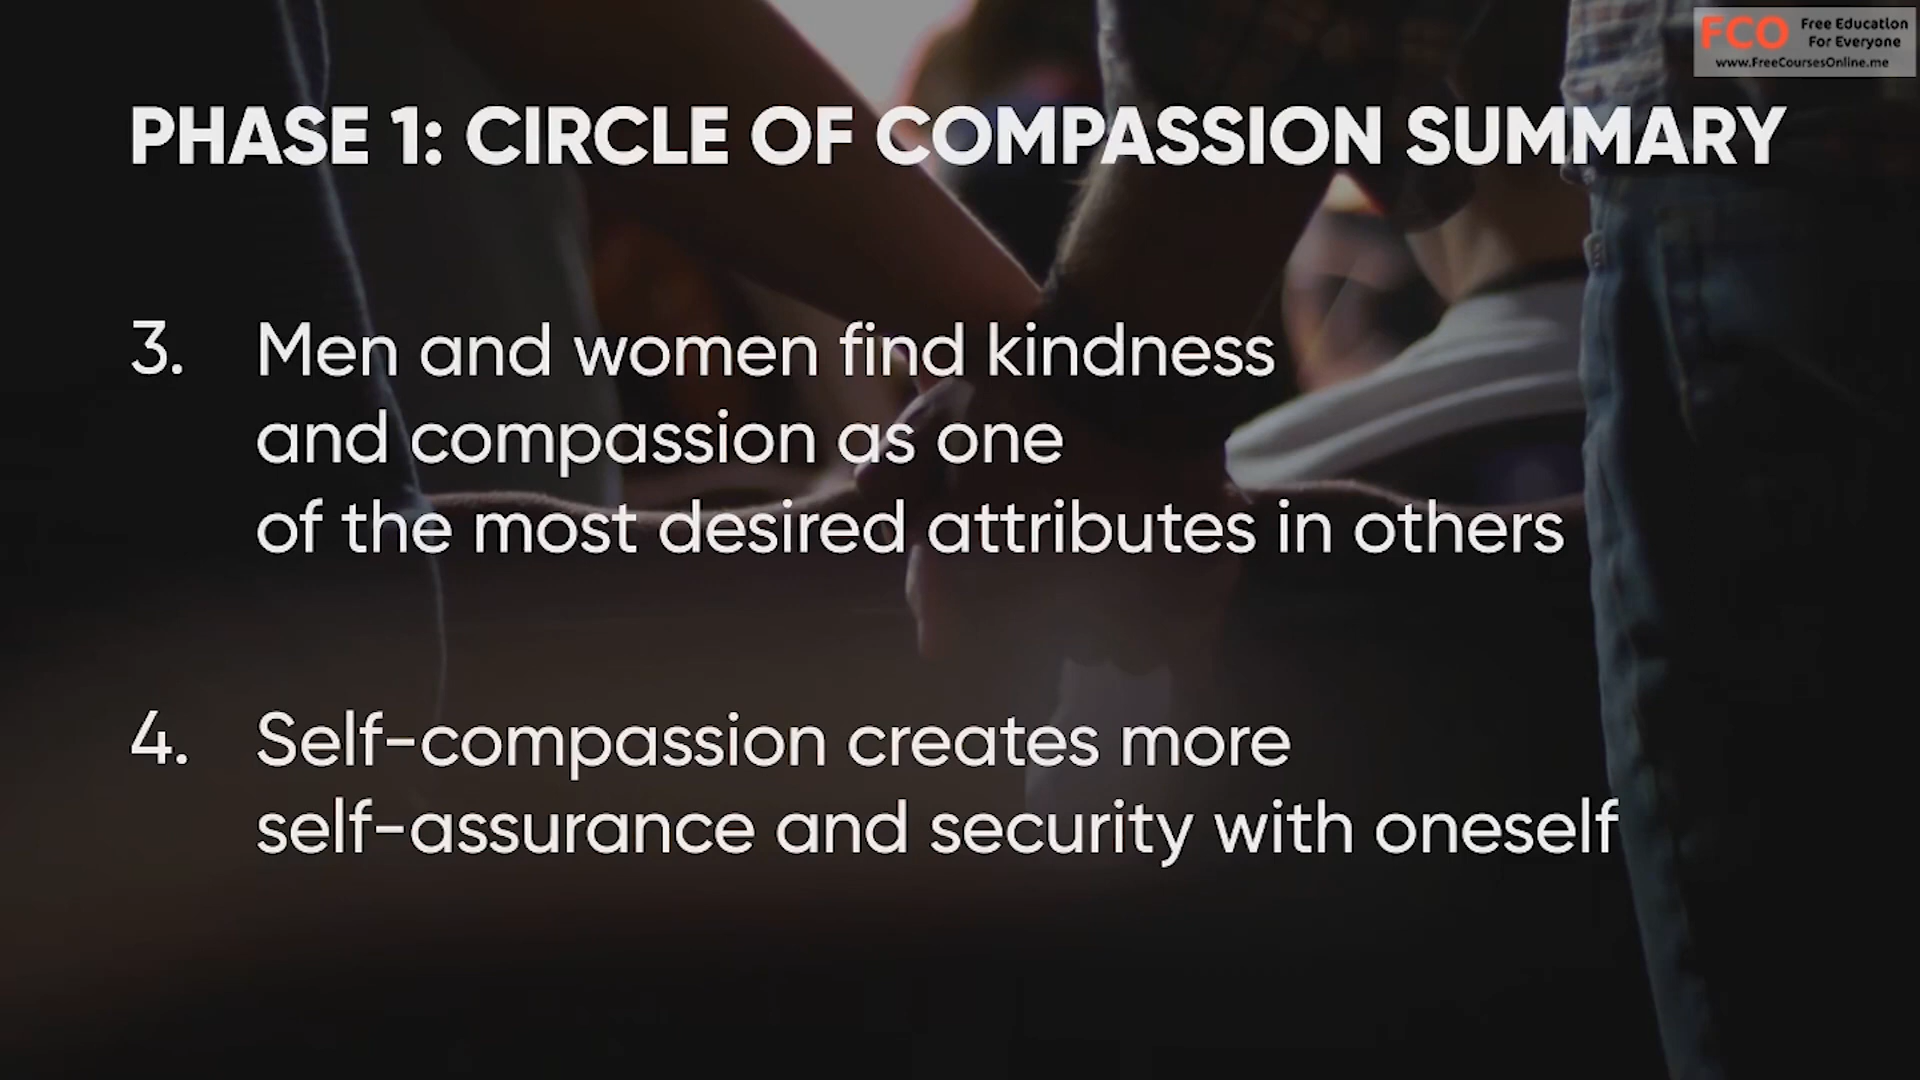 FCO Free Education
For Everyone
www.FreeCoursesOnline.me
PHASE 1: CIRCLE OF COMPASSION SUMMARY
3. Men and women find kindness
and compassion as one
of the most desired attributes in others
4. Self-compassion creates more
self-assurance and security with oneself